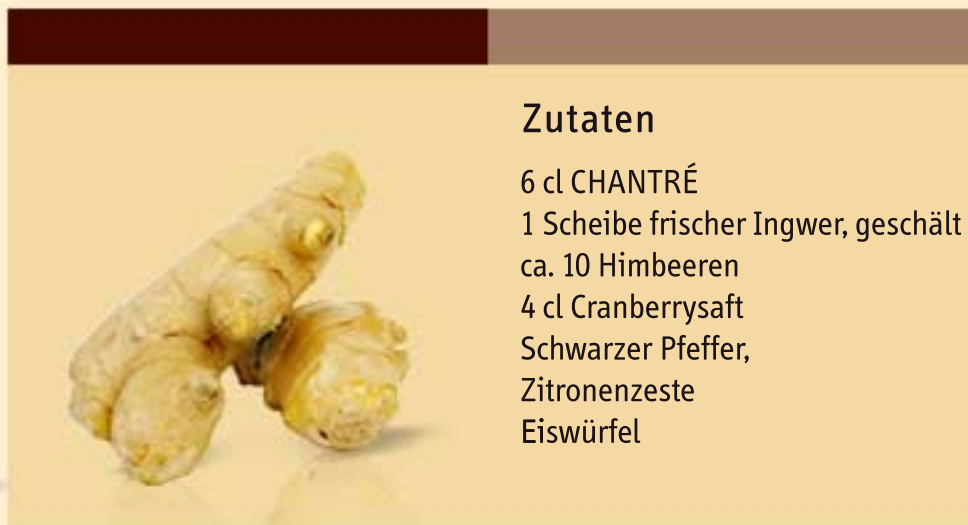 Zutaten
6 cl CHANTRÉ
1 Scheibe frischer Ingwer, geschält
ca. 10 Himbeeren
4 cl Cranberrysaft
Schwarzer Pfeffer,
Zitronenzeste
Eiswürfel